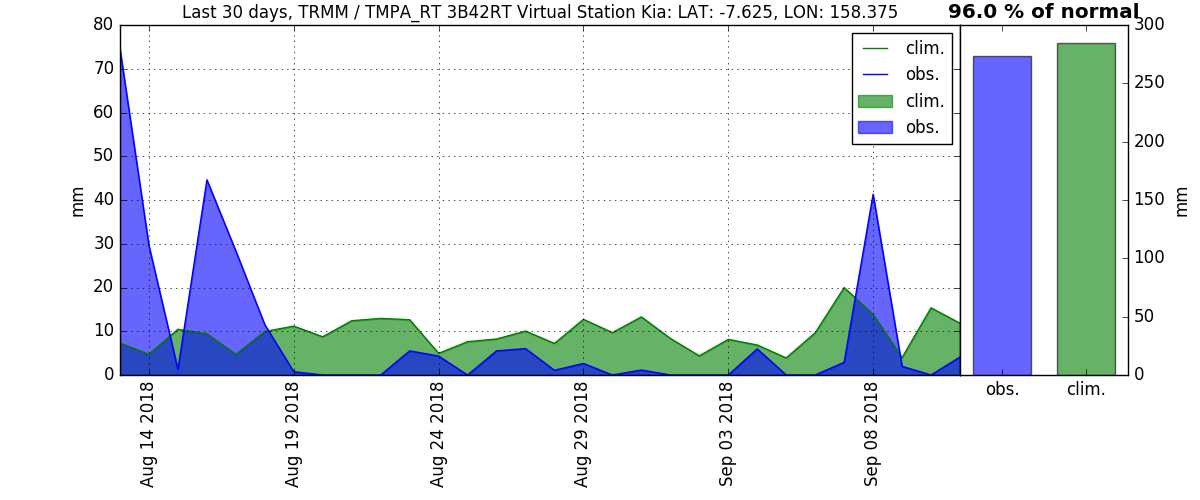 Last 30 days, TRMM / TMPA_RT 3B42RT Virtual Station Kia: LAT: -7.625, LON: 158.375
96.0 % of normal
80
70
60
50
40
30
20
10
0
mm
clim.
obs.
clim.
obs.
Aug 14 2018
Aug 19 2018
Aug 24 2018
Aug 29 2018
Sep 03 2018
Sep 08 2018
300
250
200
150
100
50
0
mm
obs.
clim.